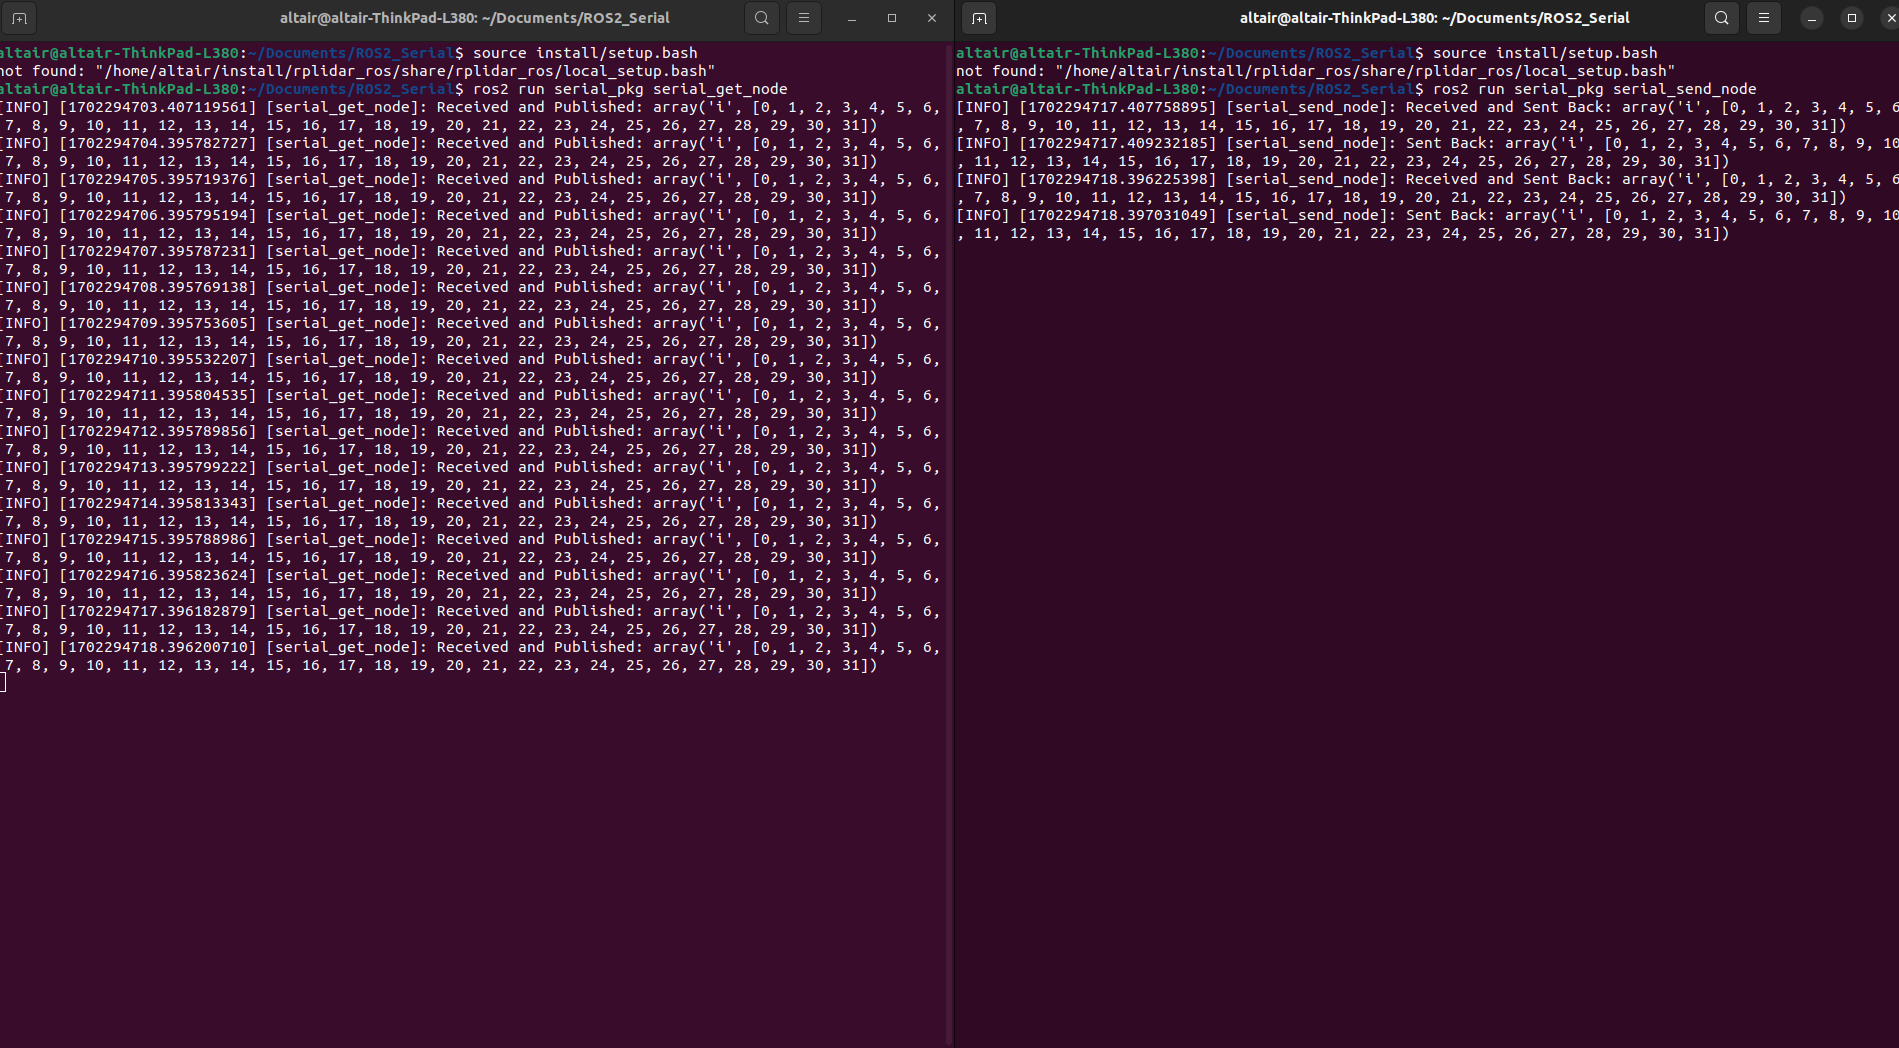 altair@altair-ThinkPad-L380: ~/Documents/ROS2_Serial
altair@altair-ThinkPad-L380:~/Documents/ROS2_Serial$ source install/setup.bash
not found: "/home/altair/install/rplidar_ros/share/rplidar_ros/local_setup.bash"
altair@altair-ThinkPad-L380:~/Documents/ROS2_Serial$ ros2 run serial_pkg serial_get_node
[INFO] [1702294703.407119561] [serial_get_node]: Received and Published: array('i', [0, 1, 2, 3, 4, 5, 6,
7, 8, 9, 10, 11, 12, 13, 14, 15, 16, 17, 18, 19, 20, 21, 22, 23, 24, 25, 26, 27, 28, 29, 30, 31])
[INFO] [1702294704.395782727] [serial_get_node]: Received and Published: array('i', [0, 1, 2, 3, 4, 5, 6,
7, 8, 9, 10, 11, 12, 13, 14, 15, 16, 17, 18, 19, 20, 21, 22, 23, 24, 25, 26, 27, 28, 29, 30, 31])
[INFO] [1702294705.395719376] [serial_get_node]: Received and Published: array('i', [0, 1, 2, 3, 4, 5, 6,
7, 8, 9, 10, 11, 12, 13, 14, 15, 16, 17, 18, 19, 20, 21, 22, 23, 24, 25, 26, 27, 28, 29, 30, 31])
[INFO] [1702294706.395795194] [serial_get_node]: Received and Published: array('i', [0, 1, 2, 3, 4, 5, 6,
7, 8, 9, 10, 11, 12, 13, 14, 15, 16, 17, 18, 19, 20, 21, 22, 23, 24, 25, 26, 27, 28, 29, 30, 31])
[INFO] [1702294707.395787231] [serial_get_node]: Received and Published: array('i', [0, 1, 2, 3, 4, 5, 6,
7, 8, 9, 10, 11, 12, 13, 14, 15, 16, 17, 18, 19, 20, 21, 22, 23, 24, 25, 26, 27, 28, 29, 30, 31])
[INFO] [1702294708.395769138] [serial_get_node]: Received and Published: array('i', [0, 1, 2, 3, 4, 5, 6,
7, 8, 9, 10, 11, 12, 13, 14, 15, 16, 17, 18, 19, 20, 21, 22, 23, 24, 25, 26, 27, 28, 29, 30, 31])
[INFO] [1702294709.395753605] [serial_get_node]: Received and Published: array('i', [0, 1, 2, 3, 4, 5, 6,
7, 8, 9, 10, 11, 12, 13, 14, 15, 16, 17, 18, 19, 20, 21, 22, 23, 24, 25, 26, 27, 28, 29, 30, 31])
[INFO] [1702294710.395532207] [serial_get_node]: Received and Published: array('i', [0, 1, 2, 3, 4, 5, 6,
7, 8, 9, 10, 11, 12, 13, 14, 15, 16, 17, 18, 19, 20, 21, 22, 23, 24, 25, 26, 27, 28, 29, 30, 31])
[INFO] [1702294711.395804535] [serial_get_node]: Received and Published: array('i', [0, 1, 2, 3, 4, 5, 6,
7, 8, 9, 10, 11, 12, 13, 14, 15, 16, 17, 18, 19, 20, 21, 22, 23, 24, 25, 26, 27, 28, 29, 30, 31])
[INFO] [1702294712.395789856] [serial_get_node]: Received and Published: array('i', [0, 1, 2, 3, 4, 5, 6,
7, 8, 9, 10, 11, 12, 13, 14, 15, 16, 17, 18, 19, 20, 21, 22, 23, 24, 25, 26, 27, 28, 29, 30, 31])
[INFO] [1702294713.395799222] [serial_get_node]: Received and Published: array('i', [0, 1, 2, 3, 4, 5, 6,
7, 8, 9, 10, 11, 12, 13, 14, 15, 16, 17, 18, 19, 20, 21, 22, 23, 24, 25, 26, 27, 28, 29, 30, 31])
[INFO] [1702294714.395813343] [serial_get_node]: Received and Published: array('i', [0, 1, 2, 3, 4, 5, 6,
7, 8, 9, 10, 11, 12, 13, 14, 15, 16, 17, 18, 19, 20, 21, 22, 23, 24, 25, 26, 27, 28, 29, 30, 31])
[INFO] [1702294715.395788986] [serial_get_node]: Received and Published: array('i', [0, 1, 2, 3, 4, 5, 6,
7, 8, 9, 10, 11, 12, 13, 14, 15, 16, 17, 18, 19, 20, 21, 22, 23, 24, 25, 26, 27, 28, 29, 30, 31])
[INFO] [1702294716.395823624] [serial_get_node]: Received and Published: array('i', [0, 1, 2, 3, 4, 5, 6,
7, 8, 9, 10, 11, 12, 13, 14, 15, 16, 17, 18, 19, 20, 21, 22, 23, 24, 25, 26, 27, 28, 29, 30, 31])
[INFO] [1702294717.396182879] [serial_get_node]: Received and Published: array('i', [0, 1, 2, 3, 4, 5, 6,
7, 8, 9, 10, 11, 12, 13, 14, 15, 16, 17, 18, 19, 20, 21, 22, 23, 24, 25, 26, 27, 28, 29, 30, 31])
[INFO] [1702294718.396200710] [serial_get_node]: Received and Published: array('i', [0, 1, 2, 3, 4, 5, 6,
7, 8, 9, 10, 11, 12, 13, 14, 15, 16, 17, 18, 19, 20, 21, 22, 23, 24, 25, 26, 27, 28, 29, 30, 31])
altair@altair-ThinkPad-L380: ~/Documents/ROS2_Serial
altair@altair-ThinkPad-L380:~/Documents/ROS2_Serial$ source install/setup.bash
not found: "/home/altair/install/rplidar_ros/share/rplidar_ros/local_setup.bash"
altair@altair-ThinkPad-L380:~/Documents/ROS2_Serial$ ros2 run serial_pkg serial_send_node
[INFO] [1702294717.407758895] [serial_send_node]: Received and Sent Back: array('i', [0, 1, 2, 3, 4, 5, 6
, 7, 8, 9, 10, 11, 12, 13, 14, 15, 16, 17, 18, 19, 20, 21, 22, 23, 24, 25, 26, 27, 28, 29, 30, 31])
[INFO] [1702294717.409232185] [serial_send_node]: Sent Back: array('i', [0, 1, 2, 3, 4, 5, 6, 7, 8, 9, 10
, 11, 12, 13, 14, 15, 16, 17, 18, 19, 20, 21, 22, 23, 24, 25, 26, 27, 28, 29, 30, 31])
[INFO] [1702294718.396225398] [serial_send_node]: Received and Sent Back: array('i', [0, 1, 2, 3, 4, 5, 6
, 7, 8, 9, 10, 11, 12, 13, 14, 15, 16, 17, 18, 19, 20, 21, 22, 23, 24, 25, 26, 27, 28, 29, 30, 31])
[INFO] [1702294718.397031049] [serial_send_node]: Sent Back: array('i', [0, 1, 2, 3, 4, 5, 6, 7, 8, 9, 10
, 11, 12, 13, 14, 15, 16, 17, 18, 19, 20, 21, 22, 23, 24, 25, 26, 27, 28, 29, 30, 31])